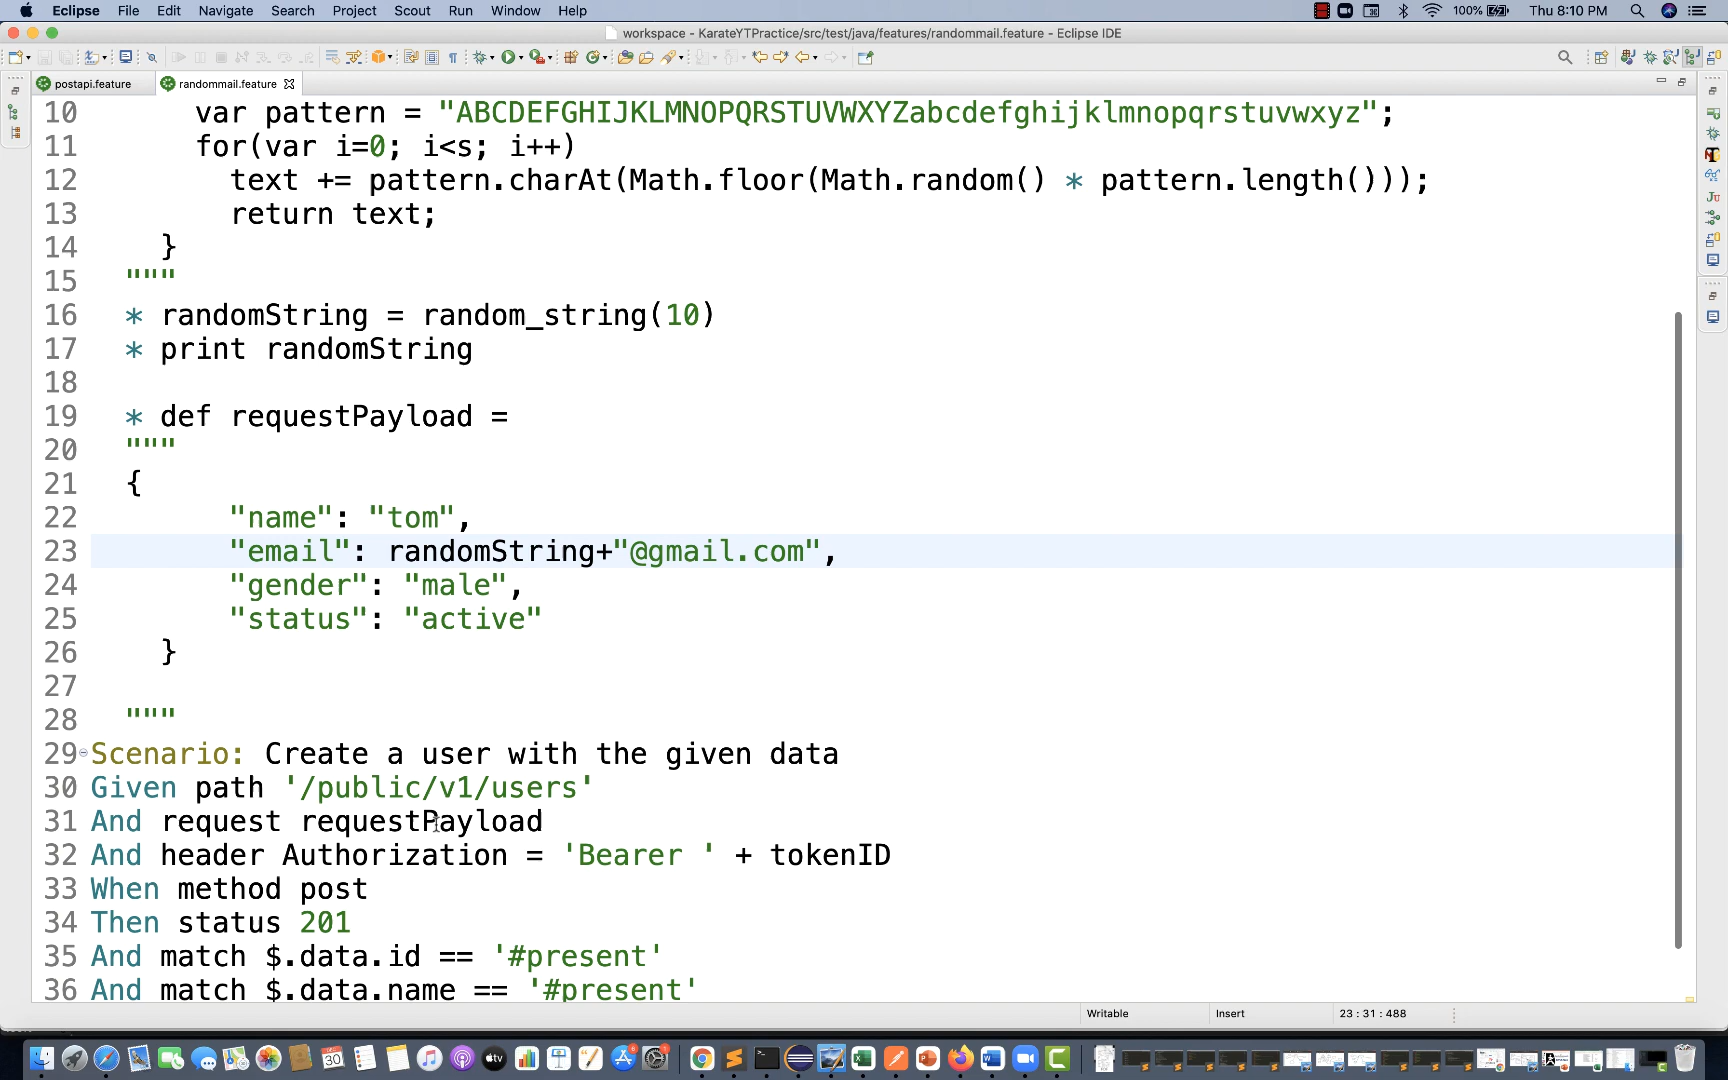 Eclipse File Edit Navigate Search Project Scout Run Window Help 100% Thu 8:10 PM
workspace - KarateYTPractice/src/test/java/features/randommail.feature - Eclipse IDE
postapi.feature randommail.feature
10 var pattern = "ABCDEFGHIJKLMNOPQRSTUVWXYZabcdefghijklmnopqrstuvwxyz";
11 for(var i=0; i<s; i++)
12 text += pattern.charAt(Math.floor(Math.random() * pattern.length()));
13 return text;
14 }
15 """
16 * randomString = random_string(10)
17 * print randomString
18
19 * def requestPayload =
20 """
21 {
22 "name": "tom",
23 "email": randomString+"@gmail.com",
24 "gender": "male",
25 "status": "active"
26 }
27
28 """
29 Scenario: Create a user with the given data
30 Given path '/public/v1/users'
31 And request requestPayload
32 And header Authorization = 'Bearer ' + tokenID
33 When method post
34 Then status 201
35 And match $.data.id == '#present'
36 And match $.data.name == '#present'
Writable Insert 23 : 31 : 488